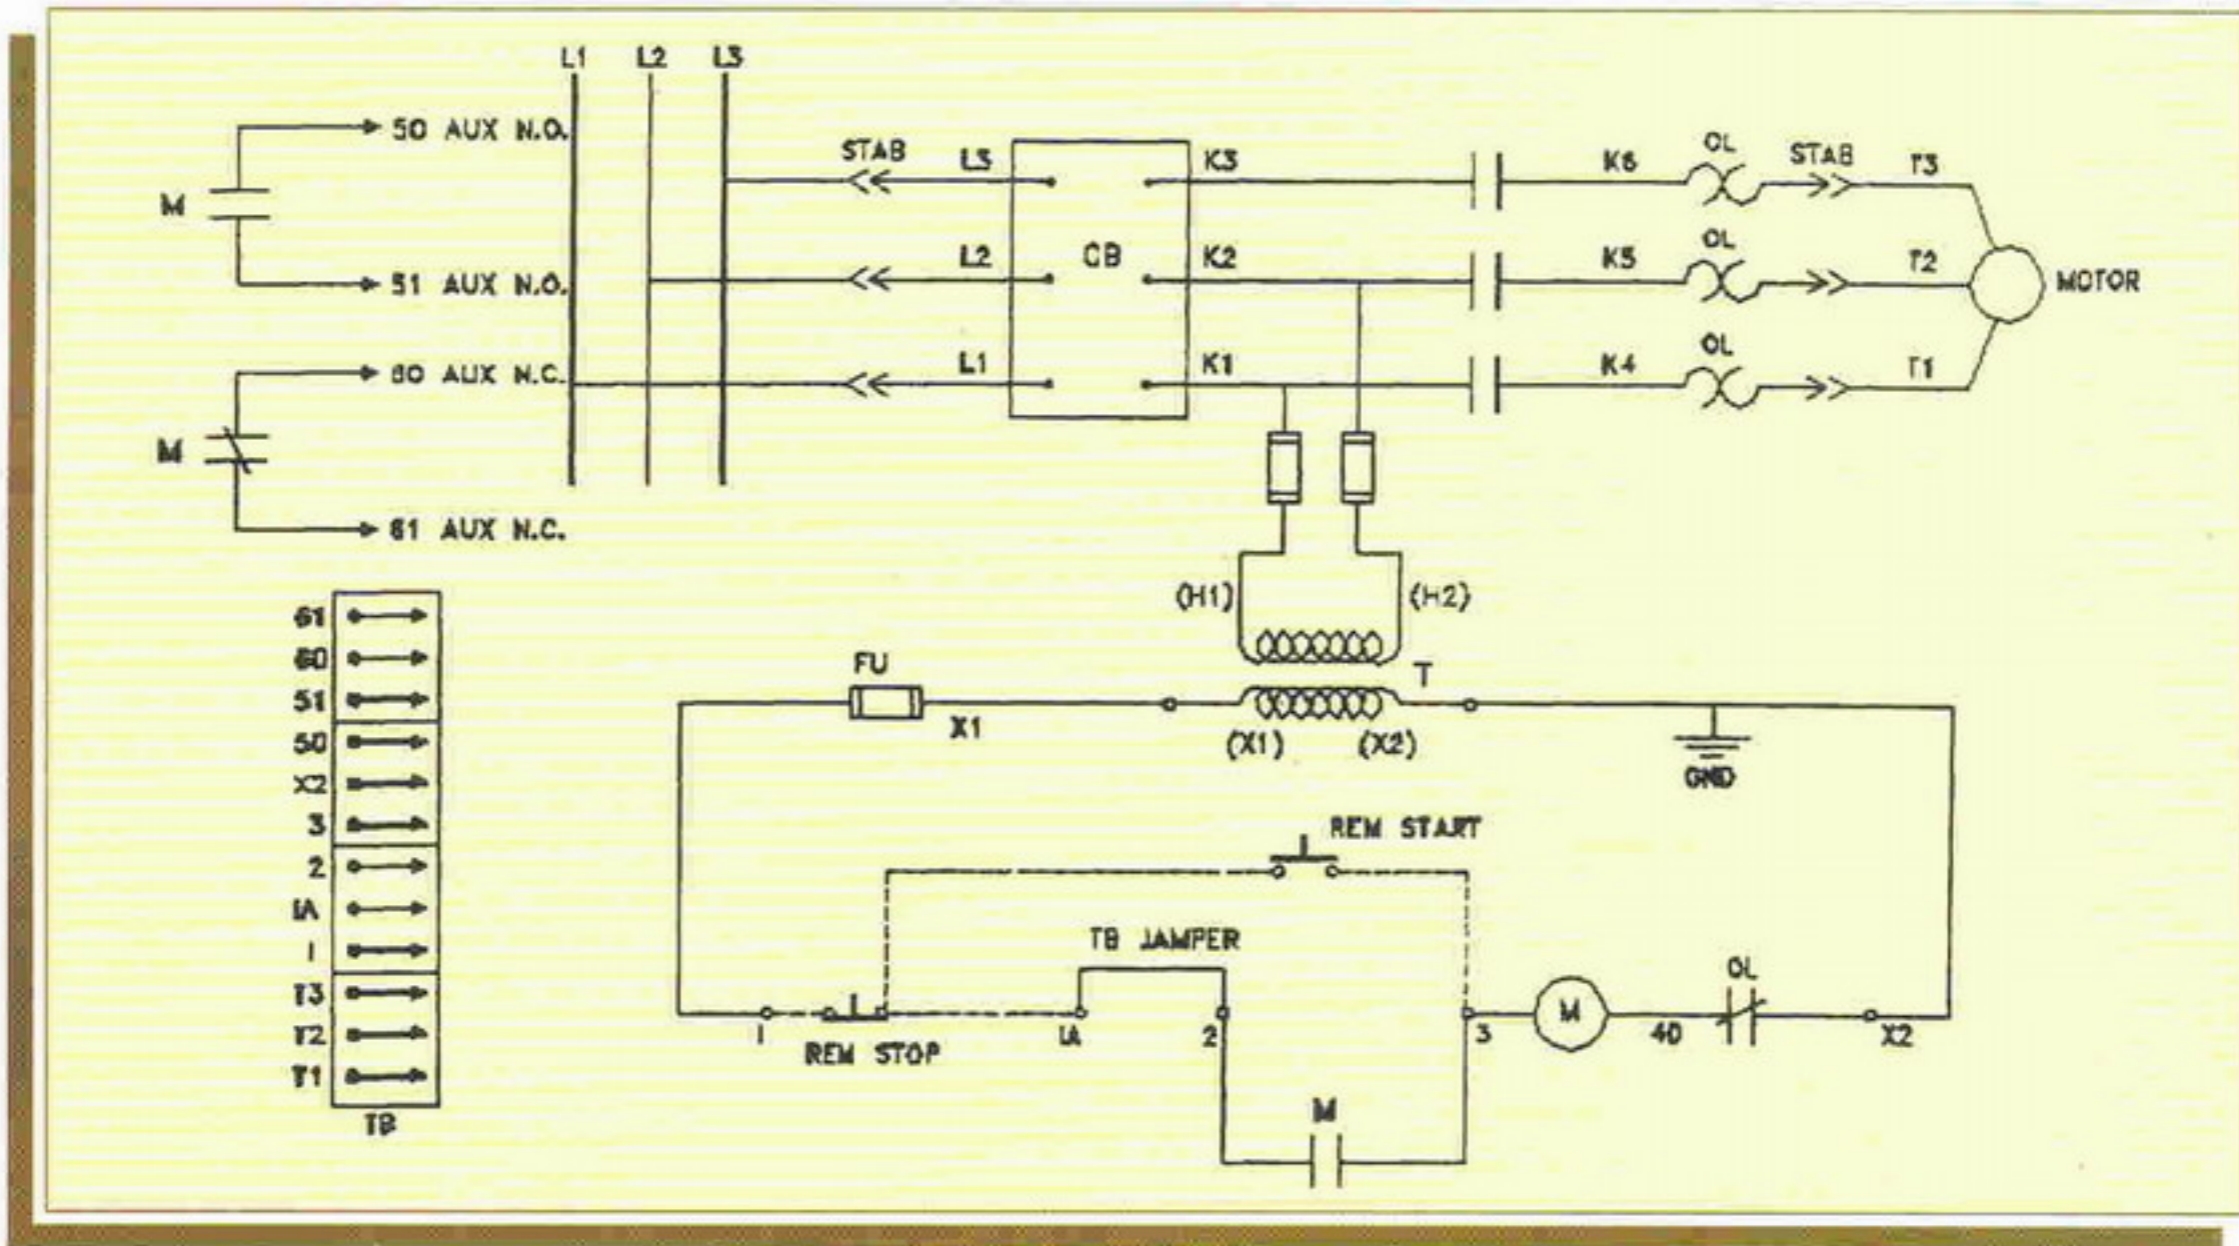 L1 L2 L3
50 AUX N.O.
M
51 AUX N.O.
60 AUX N.C.
M
61 AUX N.C.
STAB L3 K3 K6 OL STAB T3
L2 CB K2 K5 OL T2 MOTOR
L1 K1 K4 OL T1
(H1) (H2)
FU T
X1 (X1) (X2)
GND
REM START
TB JAMPER
OL
M
1 REM STOP 1A 2 3 40 X2
M
61
60
51
50
X2
3
2
1A
1
T3
T2
T1
TB